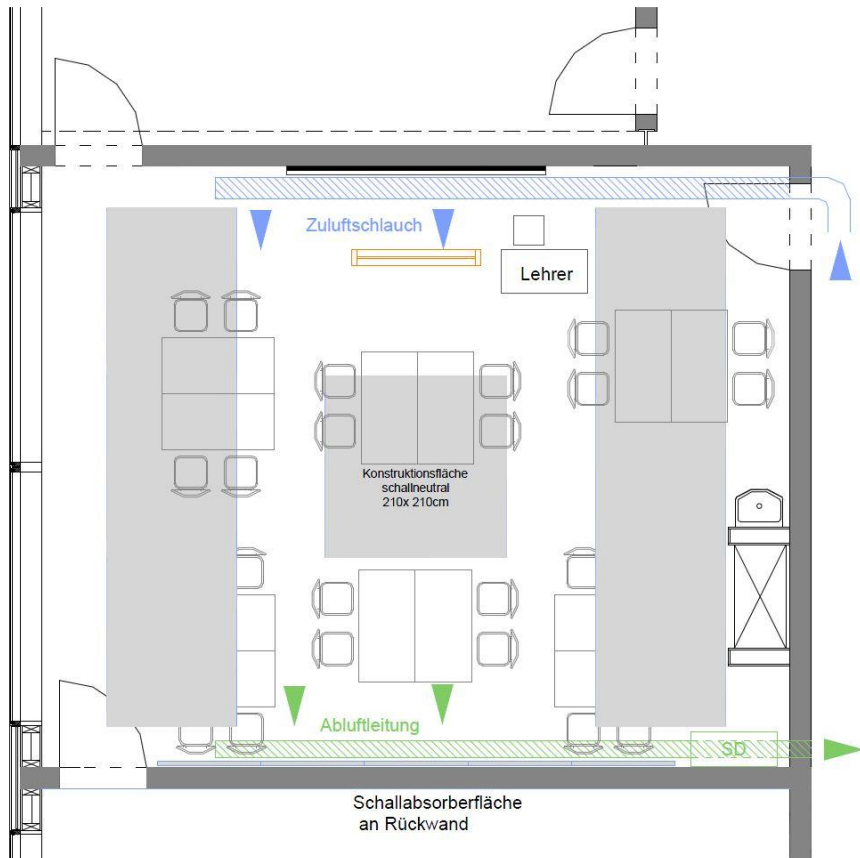 Zuluftschlauch
Lehrer
Konstruktionsfläche
schallneutral
210x 210cm
Abluftleitung
SD
Schallabsorberfläche
an Rückwand